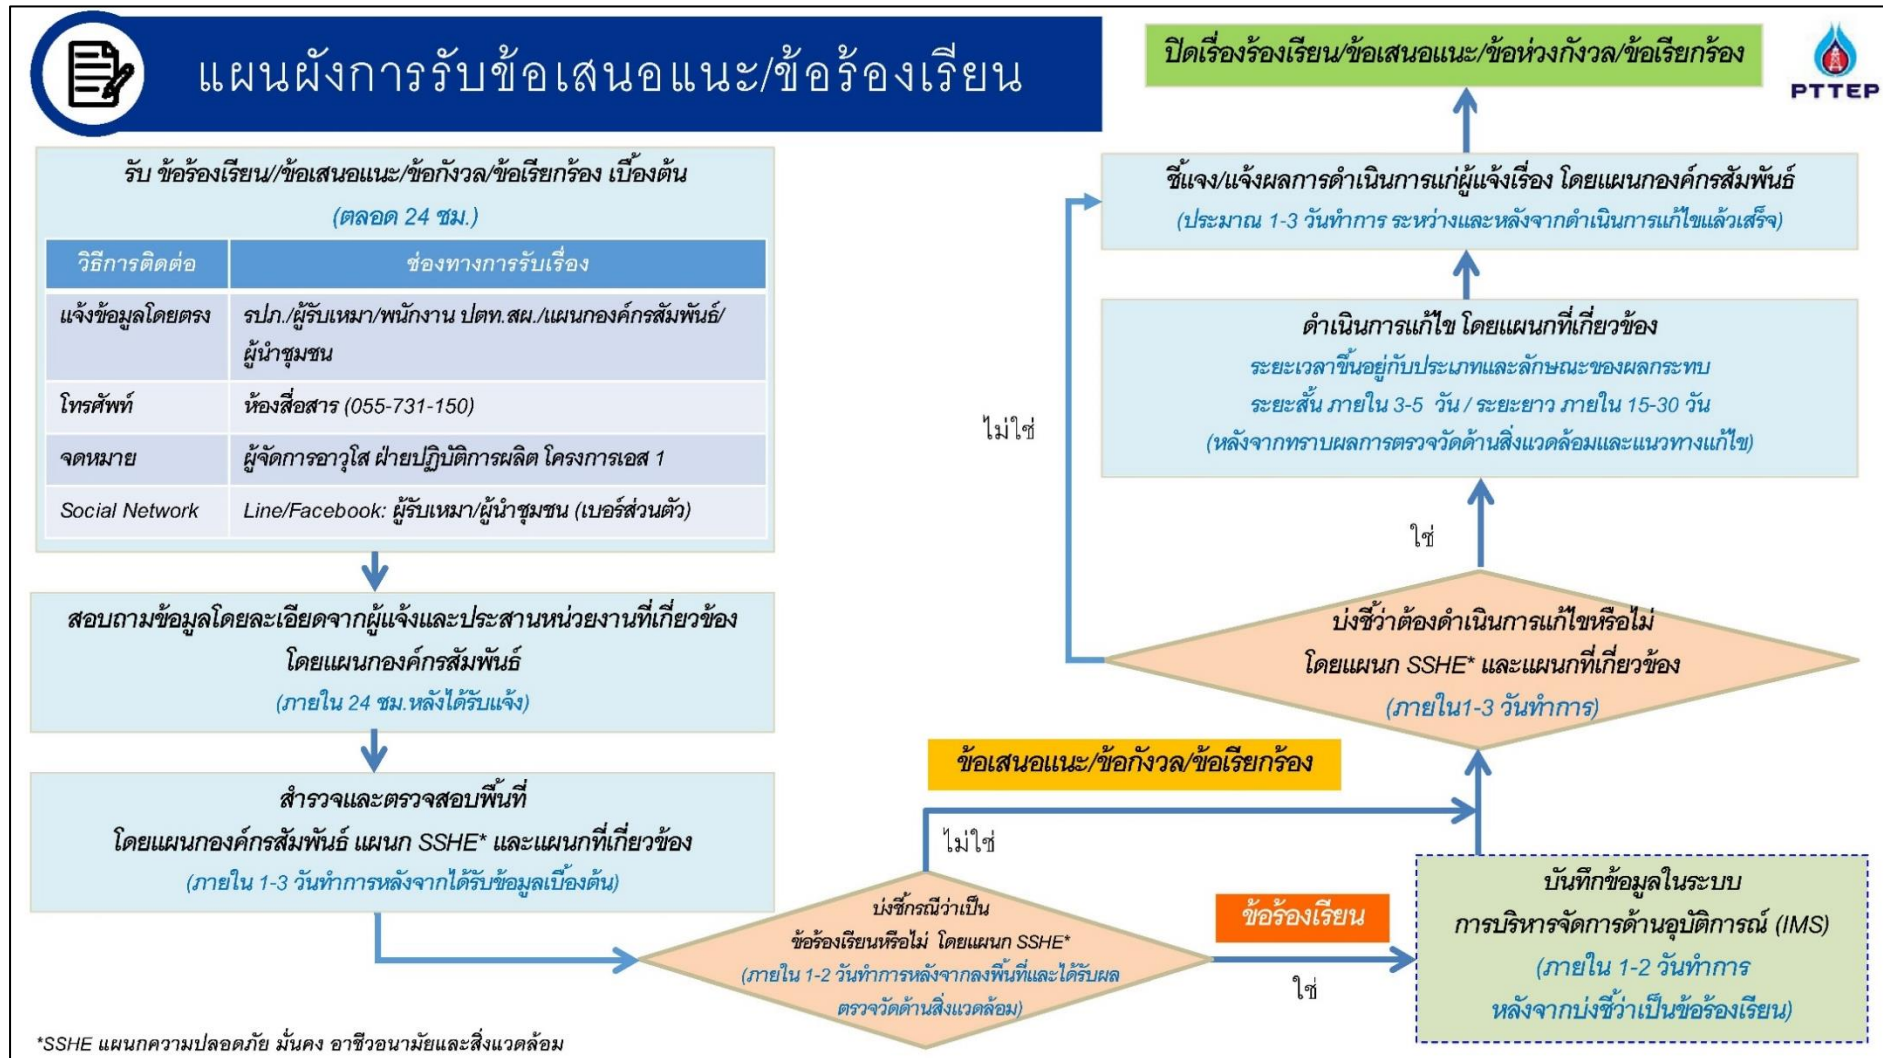 แผนผังการรับข้อเสนอแนะ/ข้อร้องเรียน
รับ ข้อร้องเรียน//ข้อเสนอแนะ/ข้อกังวล/ข้อเรียกร้อง เบื้องต้น
(ตลอด 24 ชม.)
วิธีการติดต่อ ช่องทางการรับเรื่อง
แจ้งข้อมูลโดยตรง รปภ./ผู้รับเหมา/พนักงาน ปตท.สผ./แผนกองค์กรสัมพันธ์/
ผู้นำชุมชน
โทรศัพท์ ห้องสื่อสาร (055-731-150)
จดหมาย ผู้จัดการอาวุโส ฝ่ายปฏิบัติการผลิต โครงการเอส 1
Social Network Line/Facebook: ผู้รับเหมา/ผู้นำชุมชน (เบอร์ส่วนตัว)
สอบถามข้อมูลโดยละเอียดจากผู้แจ้งและประสานหน่วยงานที่เกี่ยวข้อง
โดยแผนกองค์กรสัมพันธ์
(ภายใน 24 ชม.หลังได้รับแจ้ง)
สำรวจและตรวจสอบพื้นที่
โดยแผนกองค์กรสัมพันธ์ แผนก SSHE* และแผนกที่เกี่ยวข้อง
(ภายใน 1-3 วันทำการหลังจากได้รับข้อมูลเบื้องต้น)
บ่งชี้กรณีว่าเป็น
ข้อร้องเรียนหรือไม่ โดยแผนก SSHE*
(ภายใน 1-2 วันทำการหลังจากลงพื้นที่และได้รับผล
ตรวจวัดด้านสิ่งแวดล้อม)
ไม่ใช่
ข้อเสนอแนะ/ข้อกังวล/ข้อเรียกร้อง
ข้อร้องเรียน
ใช่
บันทึกข้อมูลในระบบ
การบริหารจัดการด้านอุบัติการณ์ (IMS)
(ภายใน 1-2 วันทำการ
หลังจากบ่งชี้ว่าเป็นข้อร้องเรียน)
บ่งชี้ว่าต้องดำเนินการแก้ไขหรือไม่
โดยแผนก SSHE* และแผนกที่เกี่ยวข้อง
(ภายใน1-3 วันทำการ)
ใช่
ไม่ใช่
ดำเนินการแก้ไข โดยแผนกที่เกี่ยวข้อง
ระยะเวลาขึ้นอยู่กับประเภทและลักษณะของผลกระทบ
ระยะสั้น ภายใน 3-5 วัน / ระยะยาว ภายใน 15-30 วัน
(หลังจากทราบผลการตรวจวัดด้านสิ่งแวดล้อมและแนวทางแก้ไข)
ชี้แจง/แจ้งผลการดำเนินการแก่ผู้แจ้งเรื่อง โดยแผนกองค์กรสัมพันธ์
(ประมาณ 1-3 วันทำการ ระหว่างและหลังจากดำเนินการแก้ไขแล้วเสร็จ)
ปิดเรื่องร้องเรียน/ข้อเสนอแนะ/ข้อห่วงกังวล/ข้อเรียกร้อง
PTTEP
*SSHE แผนกความปลอดภัย มั่นคง อาชีวอนามัยและสิ่งแวดล้อม